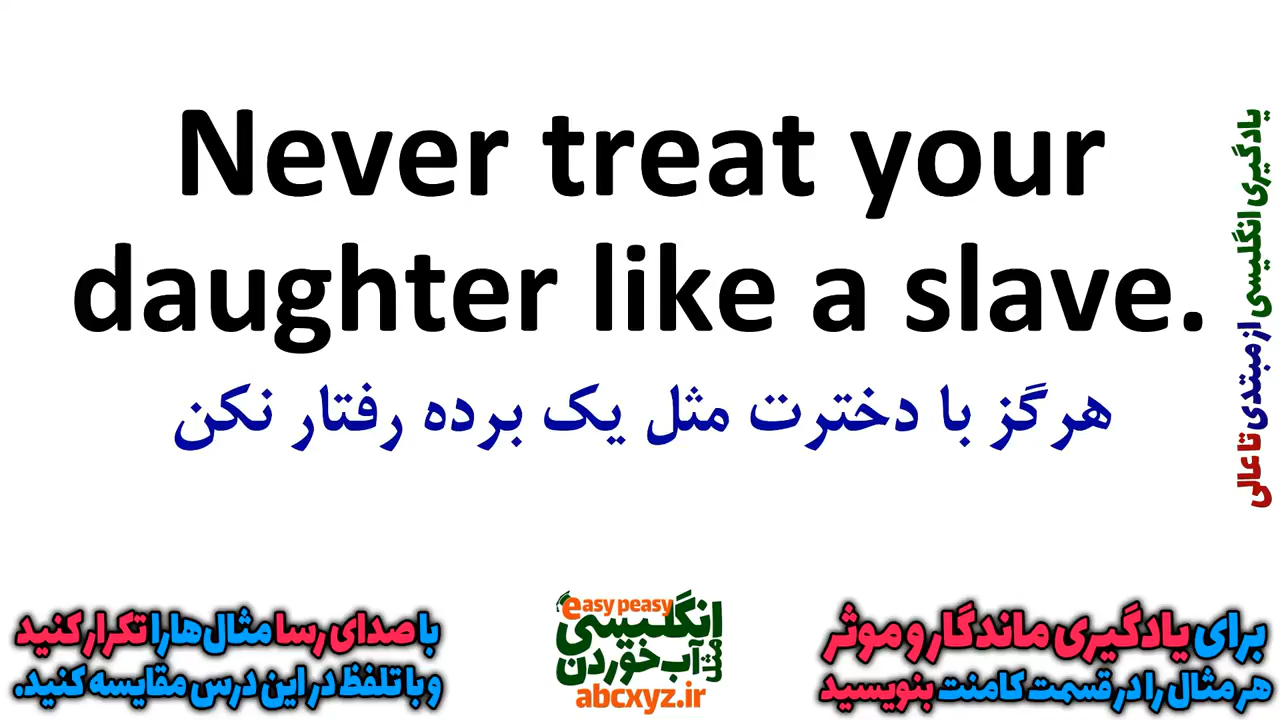 Never treat your
daughter like a slave.
هرگز با دخترت مثل یک برده رفتار نکن
یادگیری انگلیسی از مبتدی تا عالی
برای یادگیری ماندگار و موثر
هر مثال را در قسمت کامنت بنویسید
easy peasy
انگلیسی
مثل آب خوردن
abcxyz.ir
با صدای رسا مثال‌ها را تکرار کنید
و با تلفظ در این درس مقایسه کنید.